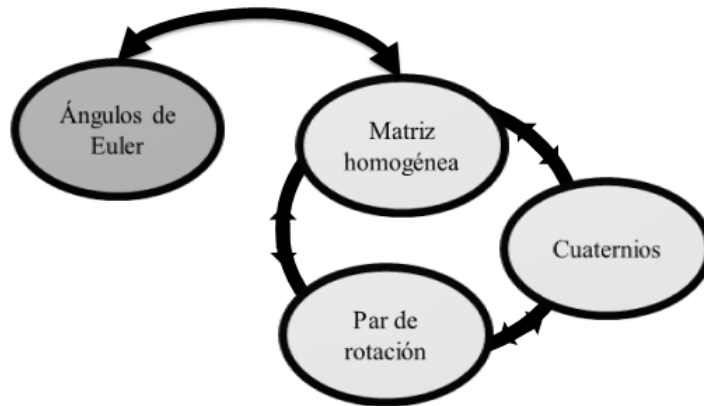 Ángulos de
Euler
Matriz
homogénea
Cuaternios
Par de
rotación